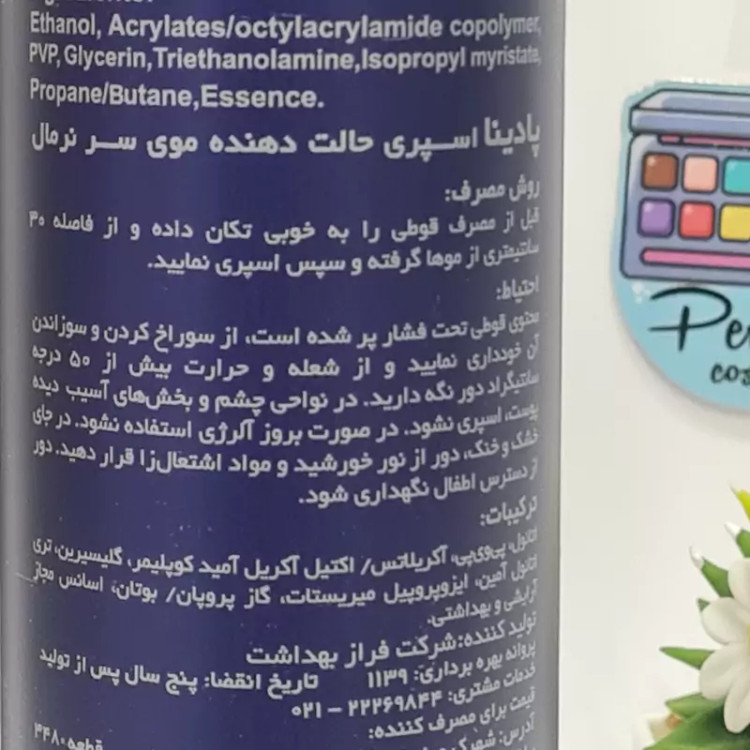 Ethanol, Acrylates/octylacrylamide copolymer,
PVP, Glycerin,Triethanolamine,Isopropyl myristate,
Propane/Butane,Essence.
پادینا اسپری حالت دهنده موی سر نرمال
روش مصرف:
قبل از مصرف قوطی را به خوبی تکان داده و از فاصله ۳۰
سانتیمتری از موها گرفته و سپس اسپری نمایید.
احتیاط:
محتوی قوطی تحت فشار پر شده است، از سوراخ کردن و سوزاندن
آن خودداری نمایید و از شعله و حرارت بیش از ۵۰ درجه
سانتیگراد دور نگه دارید. در نواحی چشم و بخش‌های آسیب دیده
پوست، اسپری نشود. در صورت بروز آلرژی استفاده نشود. در جای
خشک و خنک، دور از نور خورشید و مواد اشتعال‌زا قرار دهید. دور
از دسترس اطفال نگهداری شود.
ترکیبات:
اتانول، پی‌وی‌پی، آکریلاتس/ اکتیل آکریل آمید کوپلیمر، گلیسیرین، تری
اتانول آمین، ایزوپروپیل میریستات، گاز پروپان/ بوتان، اسانس مجاز
آرایشی و بهداشتی.
تولید کننده: شرکت فراز بهداشت
پروانه بهره برداری: ۱۱۳۹ تاریخ انقضا: پنج سال پس از تولید
خدمات مشتری: ۲۲۲۶۹۸۴۴ - ۰۲۱
قیمت برای مصرف کننده:
آدرس: شهرک قطعه ۴۴۸۰
Pe
cos